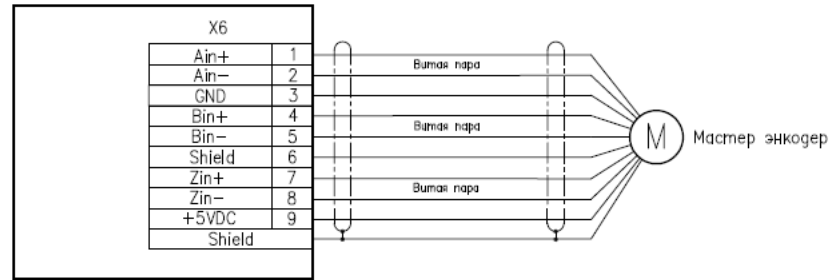 X6
Ain+ 1
Ain- 2
GND 3
Bin+ 4
Bin- 5
Shield 6
Zin+ 7
Zin- 8
+5VDC 9
Shield
Витая пара
Витая пара
Витая пара
М
Мастер энкодер